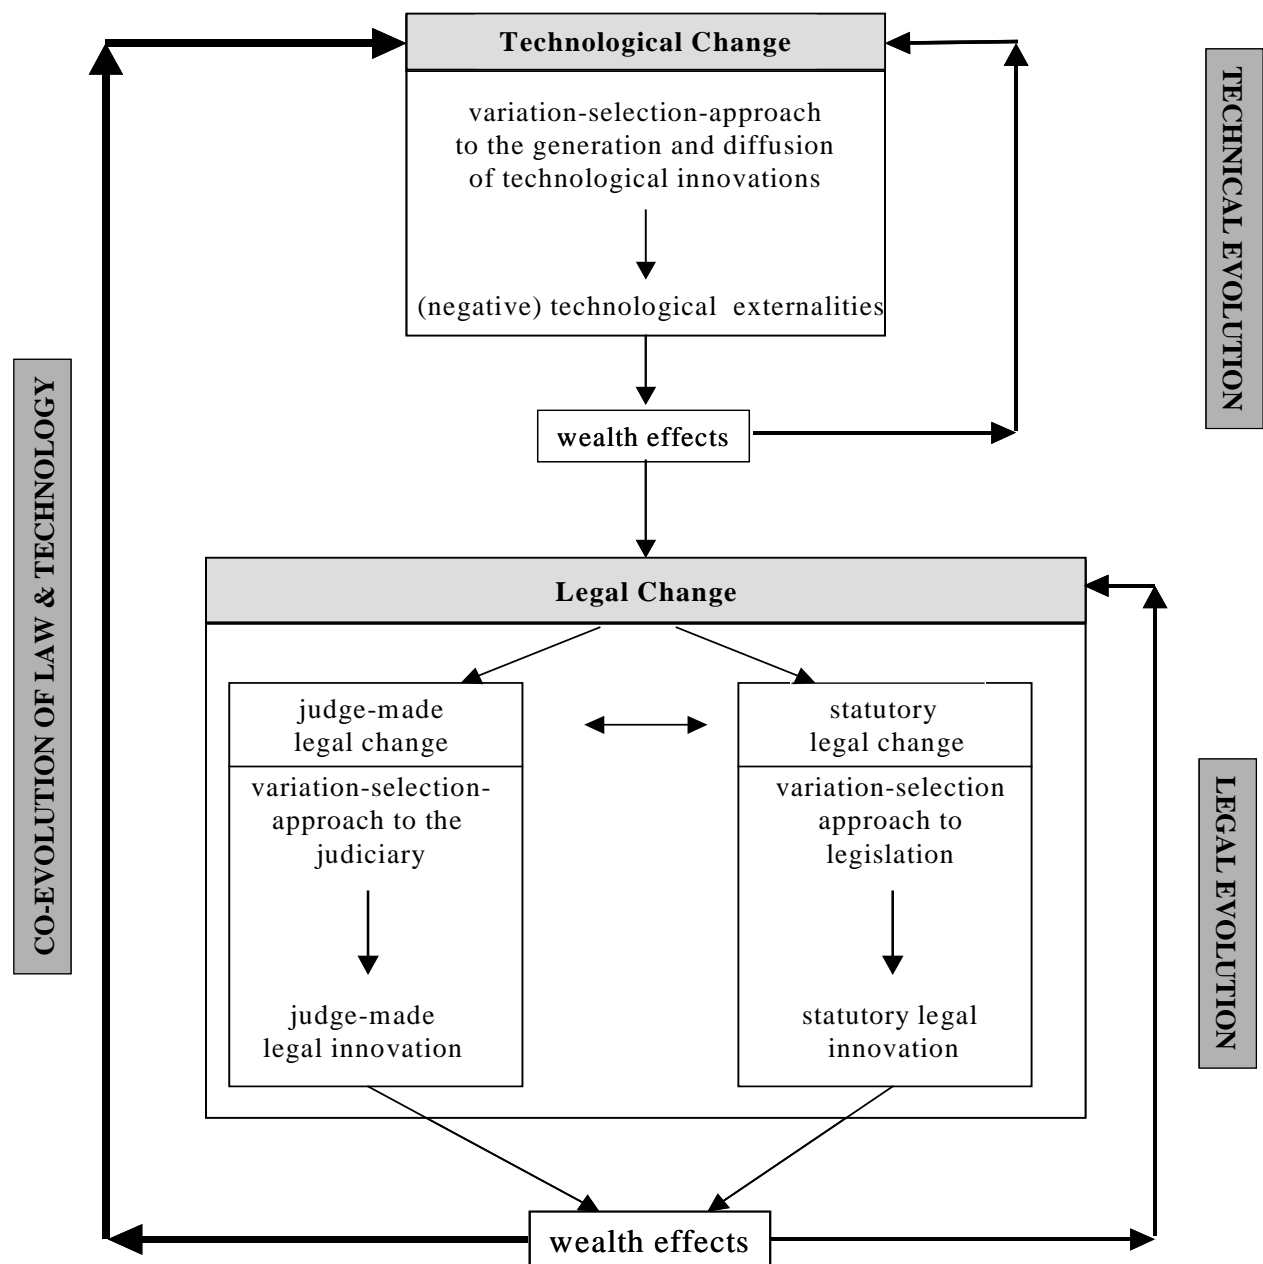 Technological Change
variation-selection-approach
to the generation and diffusion
of technological innovations
(negative) technological externalities
wealth effects
TECHNICAL EVOLUTION
CO-EVOLUTION OF LAW & TECHNOLOGY
Legal Change
judge-made
legal change
variation-selection-
approach to the
judiciary
judge-made
legal innovation
statutory
legal change
variation-selection
approach to
legislation
statutory legal
innovation
LEGAL EVOLUTION
wealth effects